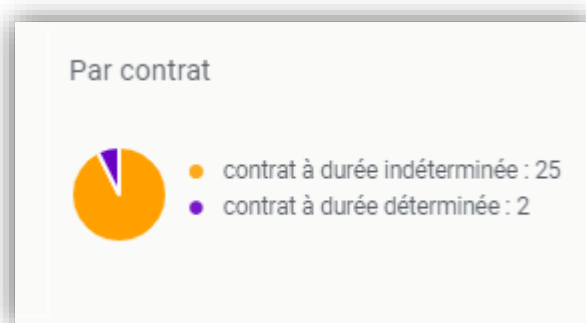 Par contrat
contrat à durée indéterminée : 25
contrat à durée déterminée : 2